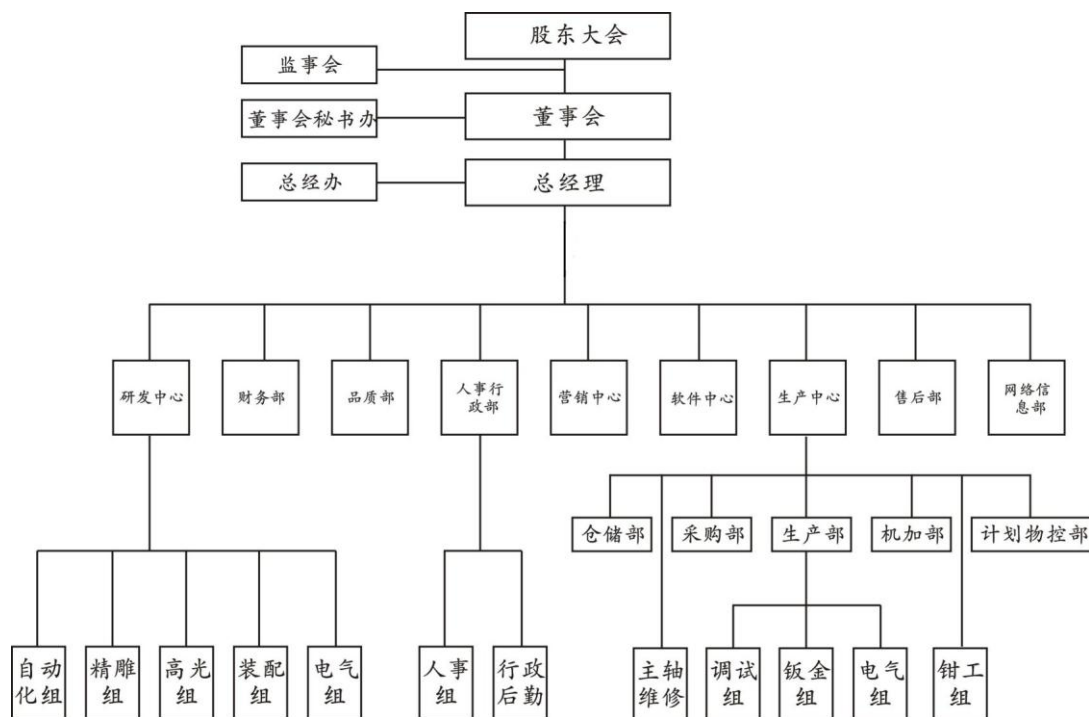 股东大会
监事会
董事会秘书办
董事会
总经办
总经理
研发中心
财务部
品质部
人事行
政部
营销中心
软件中心
生产中心
售后部
网络信
息部
仓储部
采购部
生产部
机加部
计划物控部
自动
化组
精雕
组
高光
组
装配
组
电气
组
人事
组
行政
后勤
主轴
维修
调试
组
钣金
组
电气
组
钳工
组